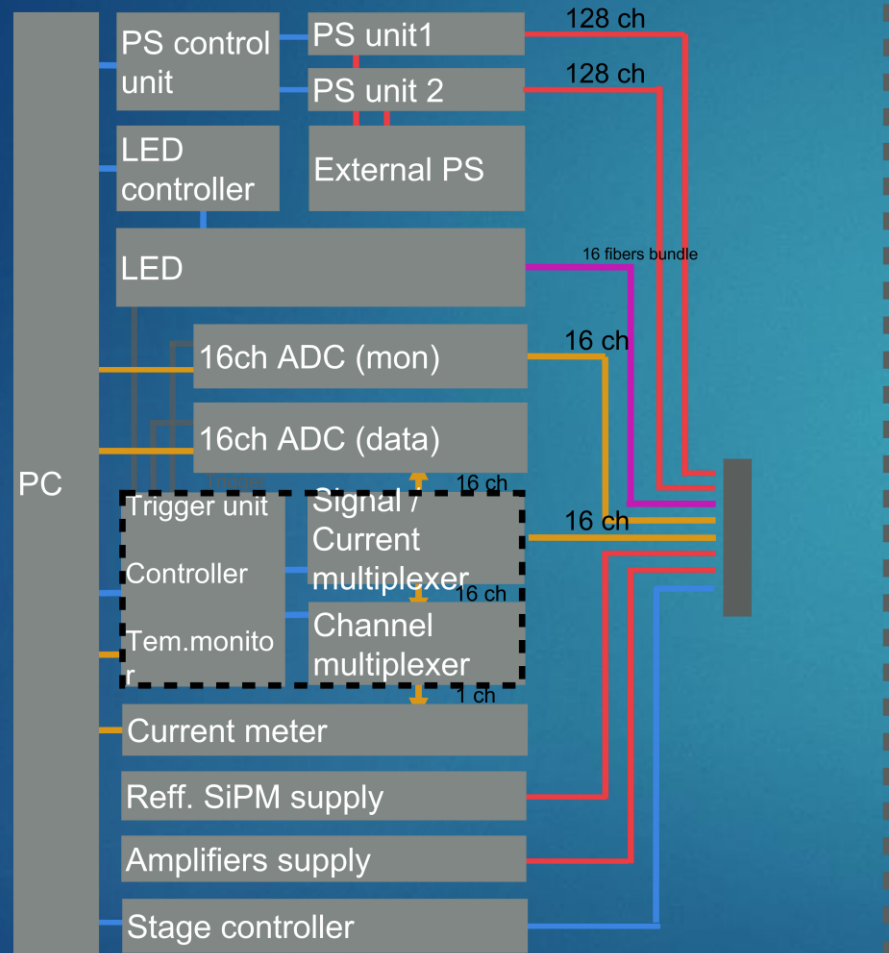 128 ch
PS control
unit
PS unit1
128 ch
PS unit 2
LED
controller
External PS
LED
16 fibers bundle
16 ch
16ch ADC (mon)
16ch ADC (data)
PC
Trigger
16 ch
Trigger unit
Signal /
Current
multiplexer
16 ch
Controller
16 ch
Channel
multiplexer
Tem.monito
r
1 ch
Current meter
Reff. SiPM supply
Amplifiers supply
Stage controller